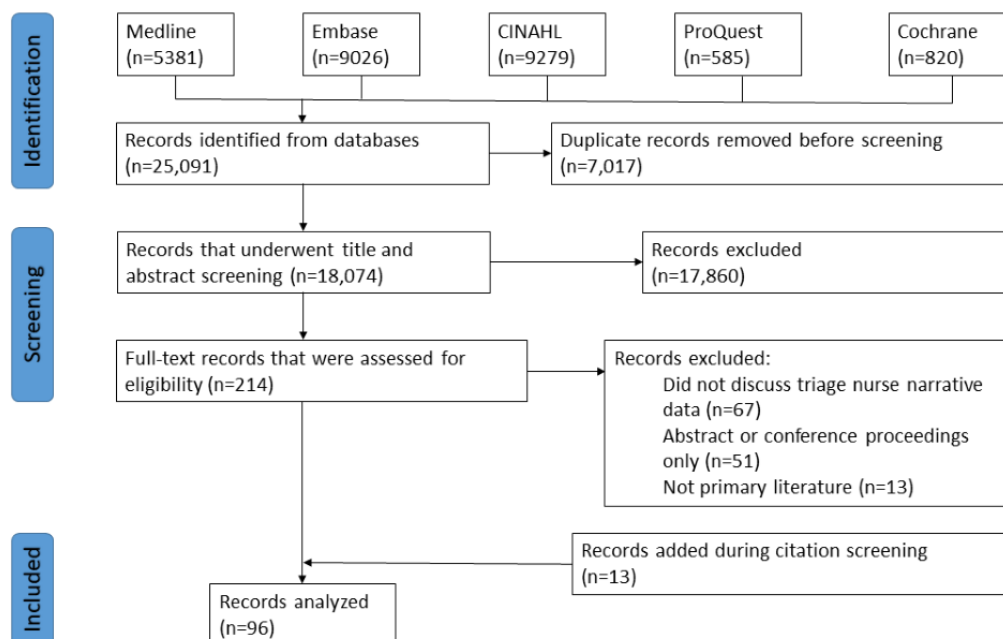 Identification
Medline
(n=5381)
Embase
(n=9026)
CINAHL
(n=9279)
ProQuest
(n=585)
Cochrane
(n=820)
Records identified from databases
(n=25,091)
Duplicate records removed before screening
(n=7,017)
Screening
Records that underwent title and
abstract screening (n=18,074)
Records excluded
(n=17,860)
Full-text records that were assessed for
eligibility (n=214)
Records excluded:
Did not discuss triage nurse narrative
data (n=67)
Abstract or conference proceedings
only (n=51)
Not primary literature (n=13)
Included
Records added during citation screening
(n=13)
Records analyzed
(n=96)